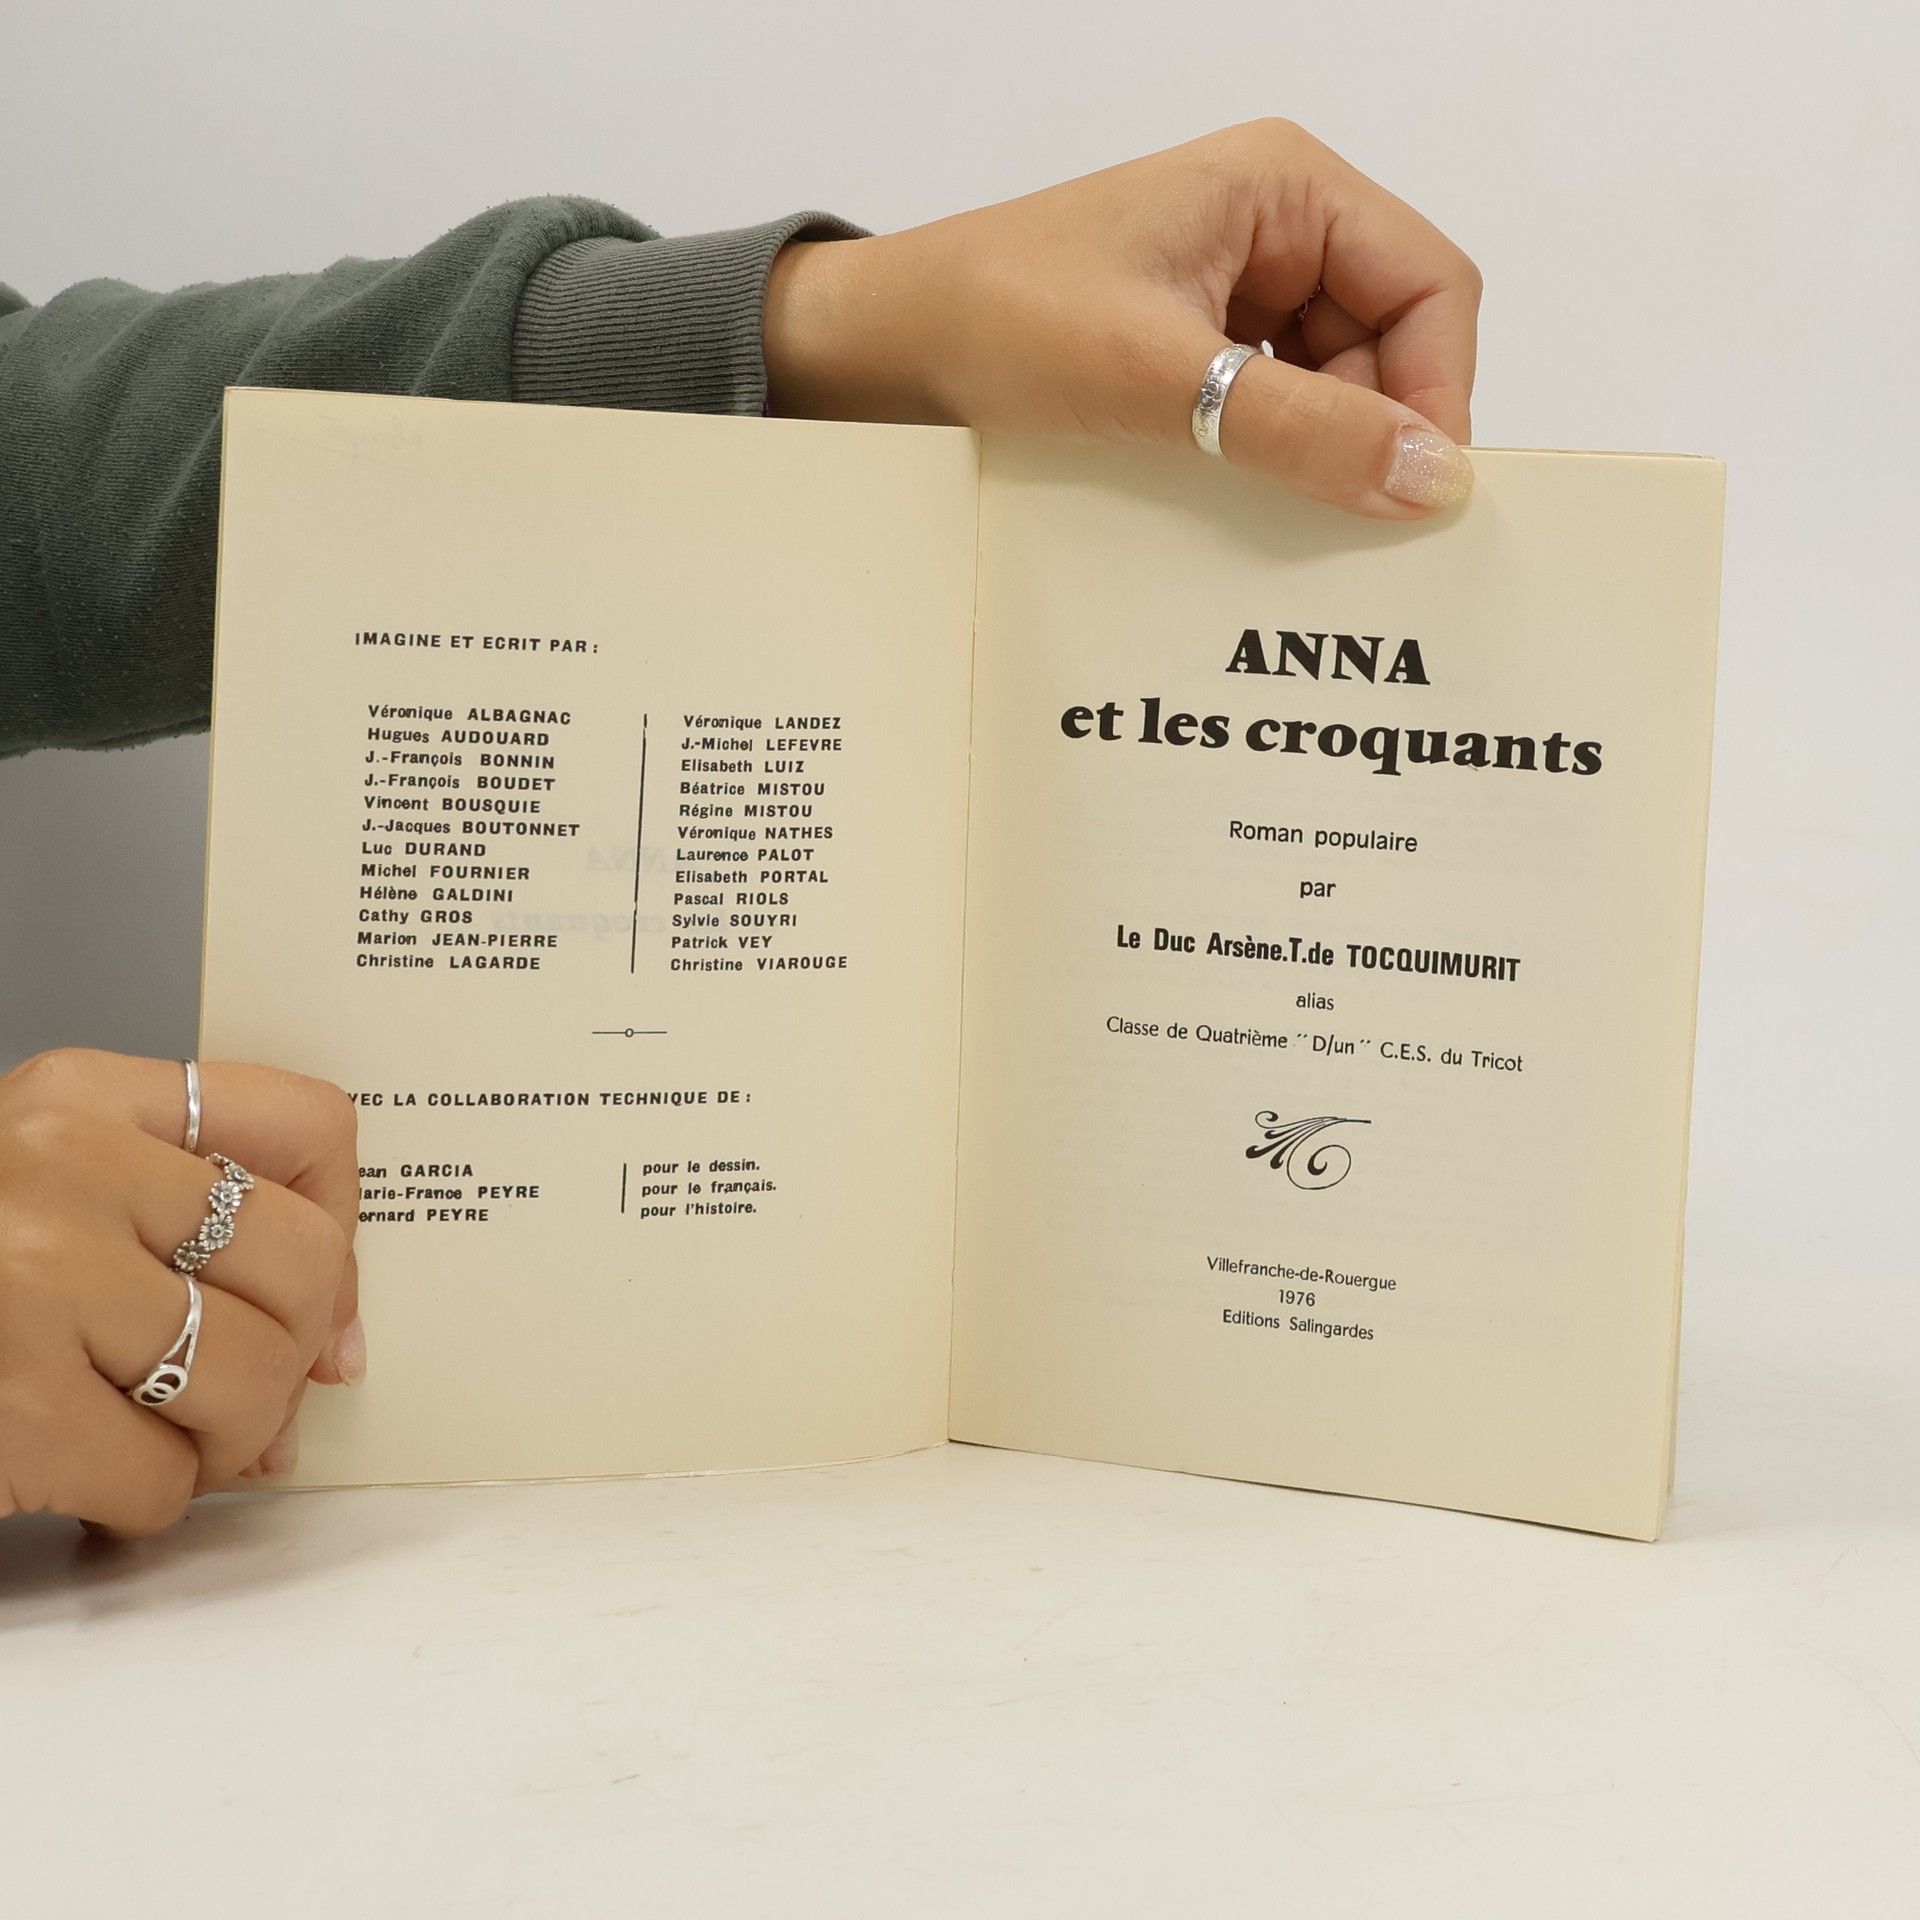 IMAGINE ET ECRIT PAR :
Véronique ALBAGNAC
Hugues AUDOUARD
J.-François BONNIN
J.-François BOUDET
Vincent BOUSQUIE
J.-Jacques BOUTONNET
Luc DURAND
Michel FOURNIER
Hélène GALDINI
Cathy GROS
Marion JEAN-PIERRE
Christine LAGARDE
Véronique LANDEZ
J.-Michel LEFEVRE
Elisabeth LUIZ
Béatrice MISTOU
Régine MISTOU
Véronique NATHES
Laurence PALOT
Elisabeth PORTAL
Pascal RIOLS
Sylvie SOUYRI
Patrick VEY
Christine VIAROUGE
VEC LA COLLABORATION TECHNIQUE DE :
ean GARCIA pour le dessin.
arie-France PEYRE pour le français.
ernard PEYRE pour l'histoire.
ANNA
et les croquants
Roman populaire
par
Le Duc Arsène.T.de TOCQUIMURIT
alias
Classe de Quatrième "D/un" C.E.S. du Tricot
Villefranche-de-Rouergue
1976
Editions Salingardes